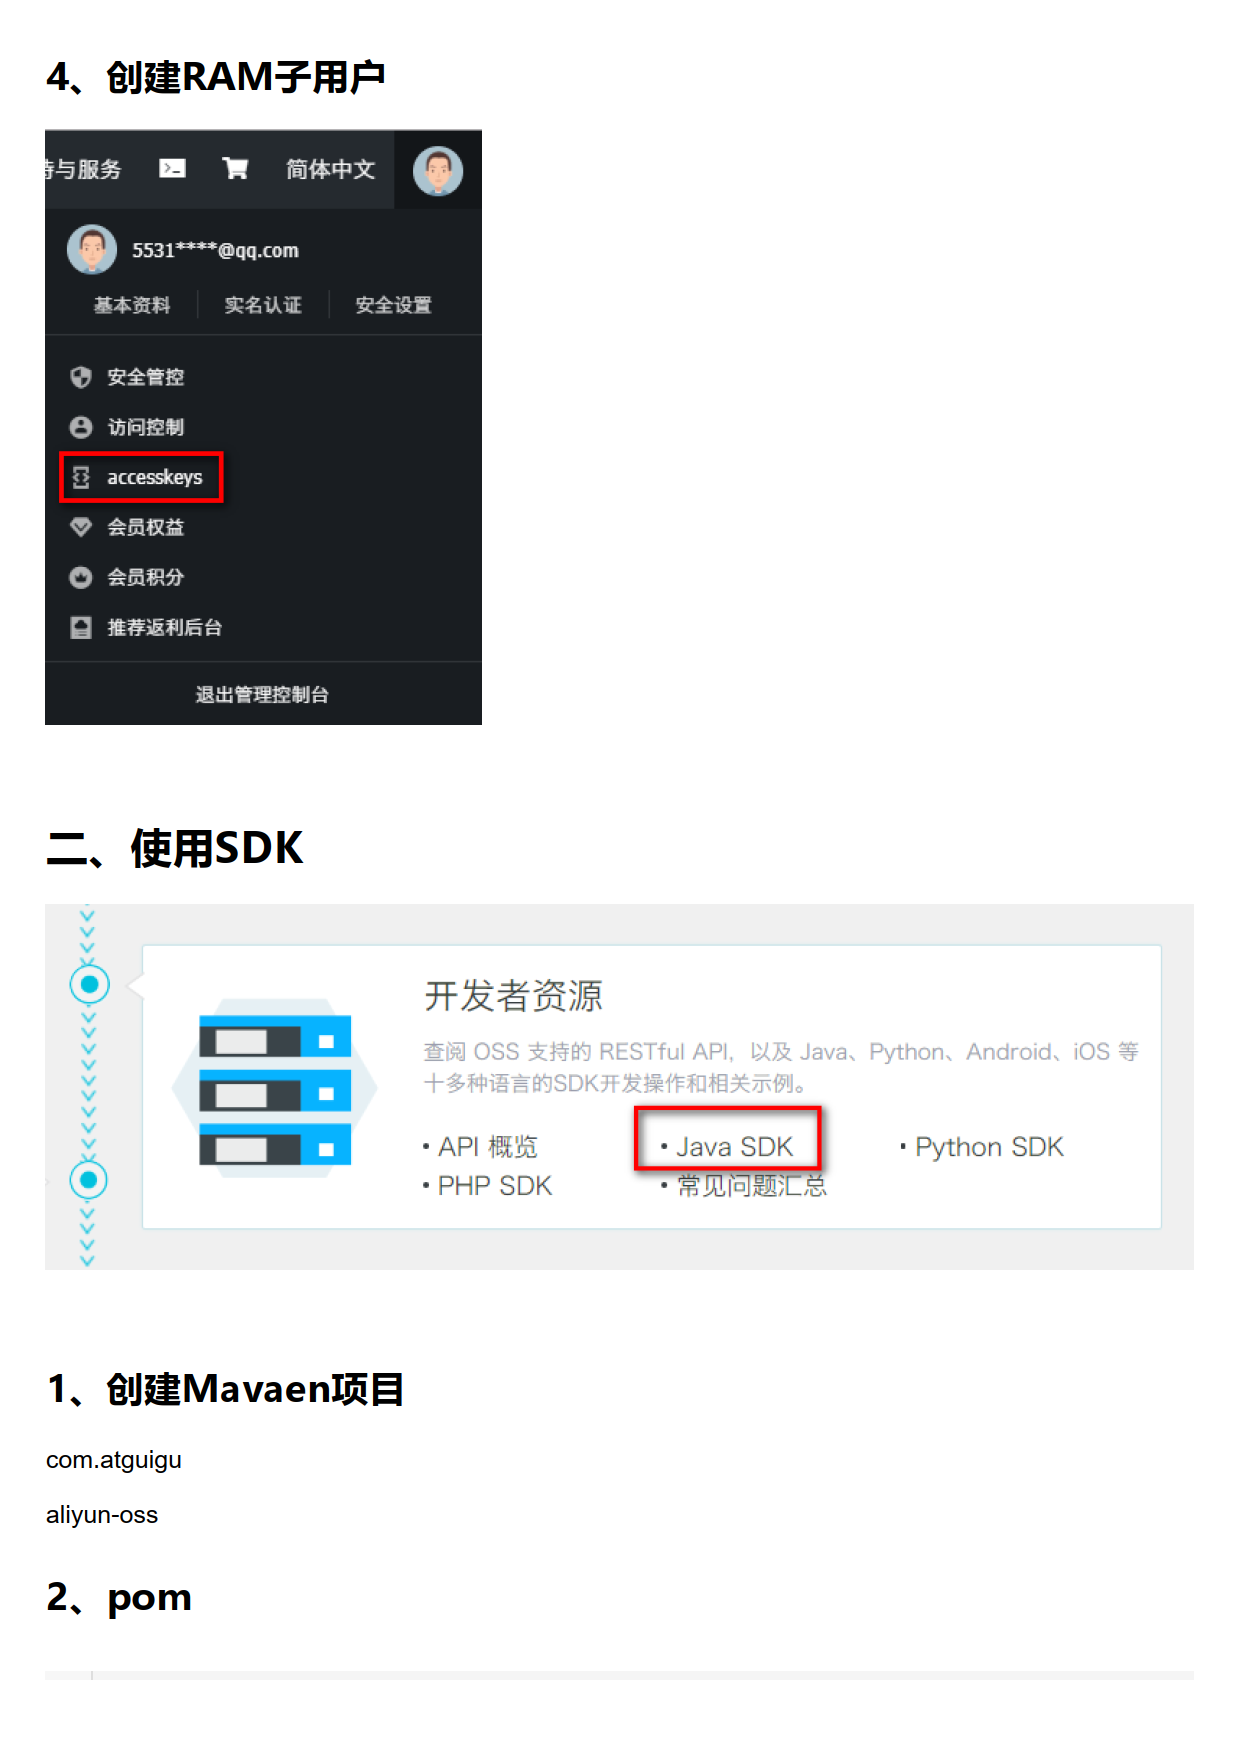 4、创建RAM子用户
持与服务 简体中文
5531****@qq.com
基本资料 实名认证 安全设置
安全管控
访问控制
accesskeys
会员权益
会员积分
推荐返利后台
退出管理控制台
二、使用SDK
开发者资源
查阅 OSS 支持的 RESTful API，以及 Java、Python、Android、iOS 等
十多种语言的SDK开发操作和相关示例。
• API 概览 • Java SDK • Python SDK
• PHP SDK • 常见问题汇总
1、创建Mavaen项目
com.atguigu
aliyun-oss
2、pom